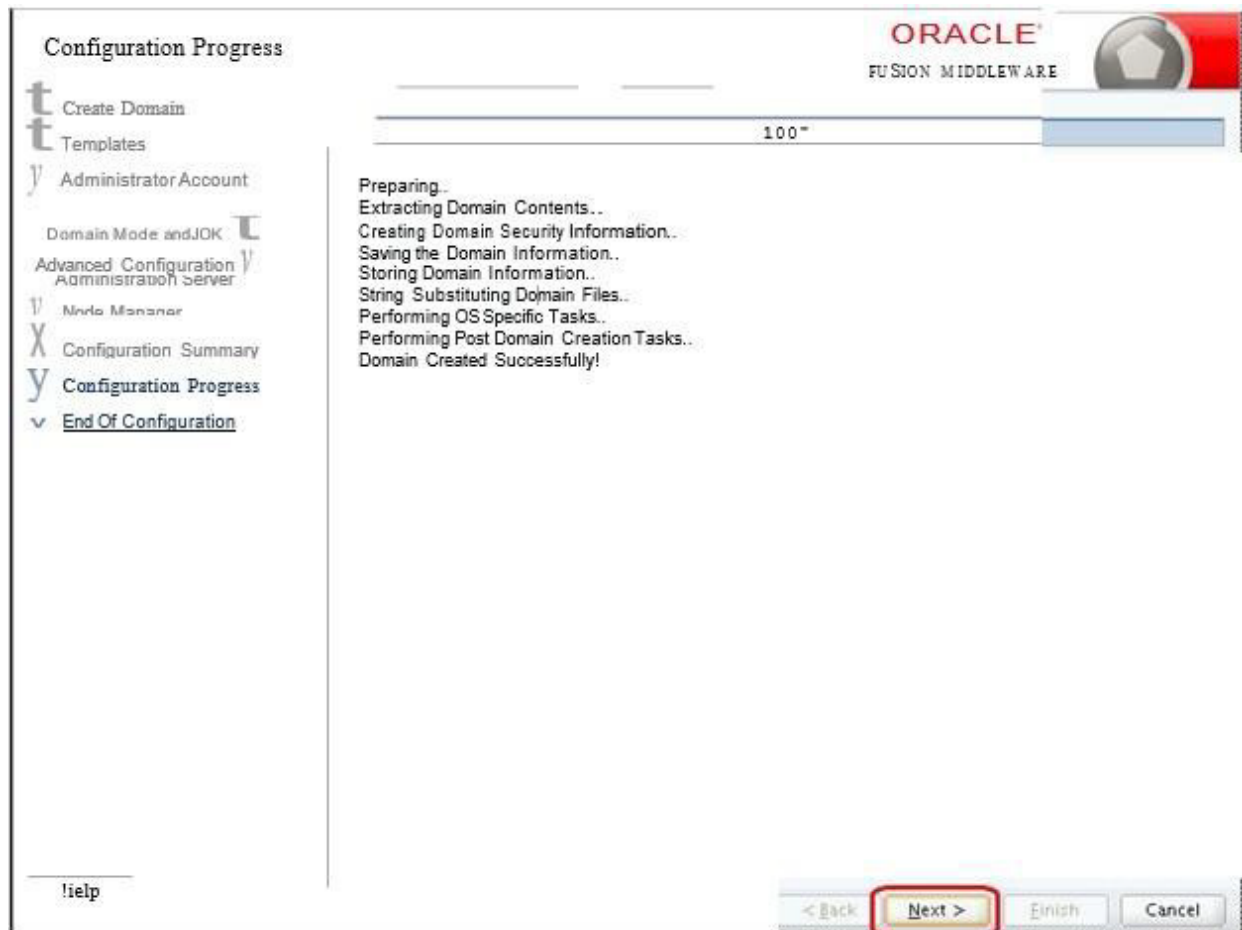 Configuration Progress
ORACLE
FUSION MIDDLEWARE
t Create Domain
t Templates
y Administrator Account
Domain Mode andJOK t
Advanced Configuration y
Administration Server
y Node Manager
X Configuration Summary
y Configuration Progress
v End Of Configuration
100"
Preparing..
Extracting Domain Contents..
Creating Domain Security Information..
Saving the Domain Information..
Storing Domain Information..
String Substituting Domain Files..
Performing OS Specific Tasks..
Performing Post Domain Creation Tasks..
Domain Created Successfully!
!ielp
< Back
Next >
Finish
Cancel